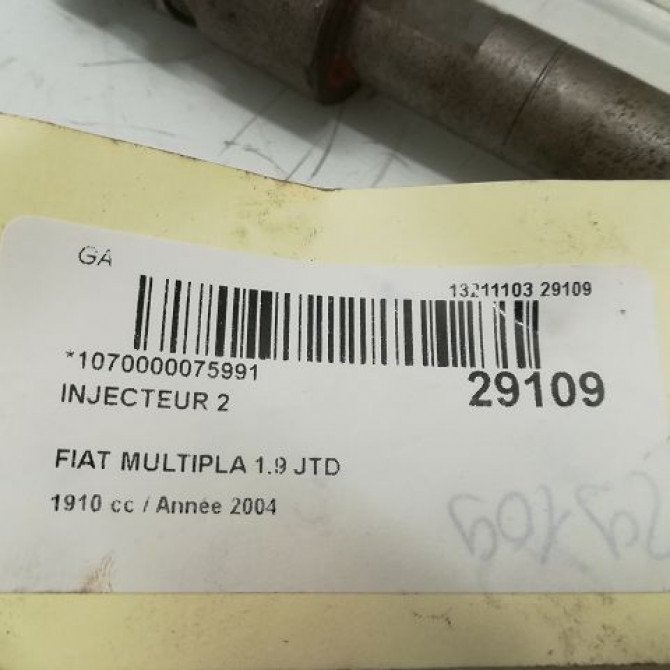 GA
13211103 29109
*1070000075991
29109
INJECTEUR 2
FIAT MULTIPLA 1.9 JTD
1910 cc / Année 2004